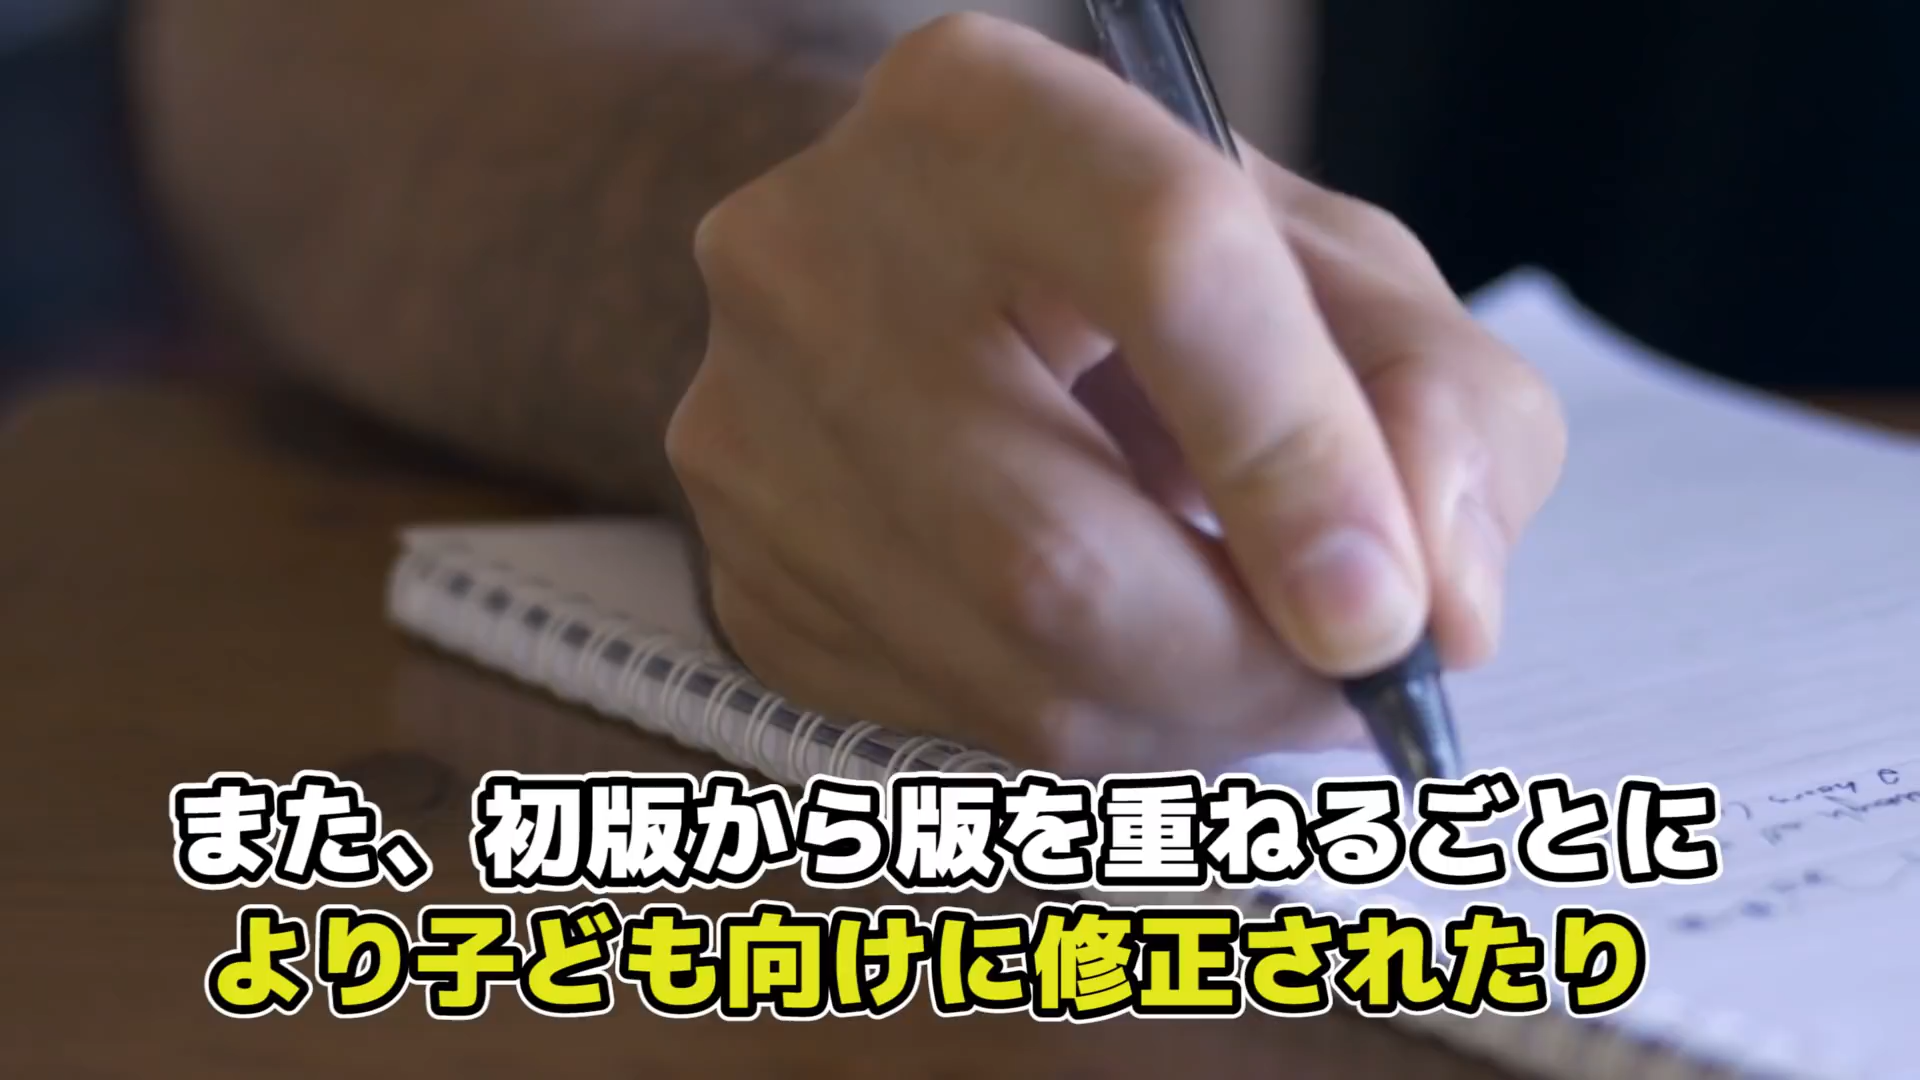 また、初版から版を重ねるごとに
より子ども向けに修正されたり